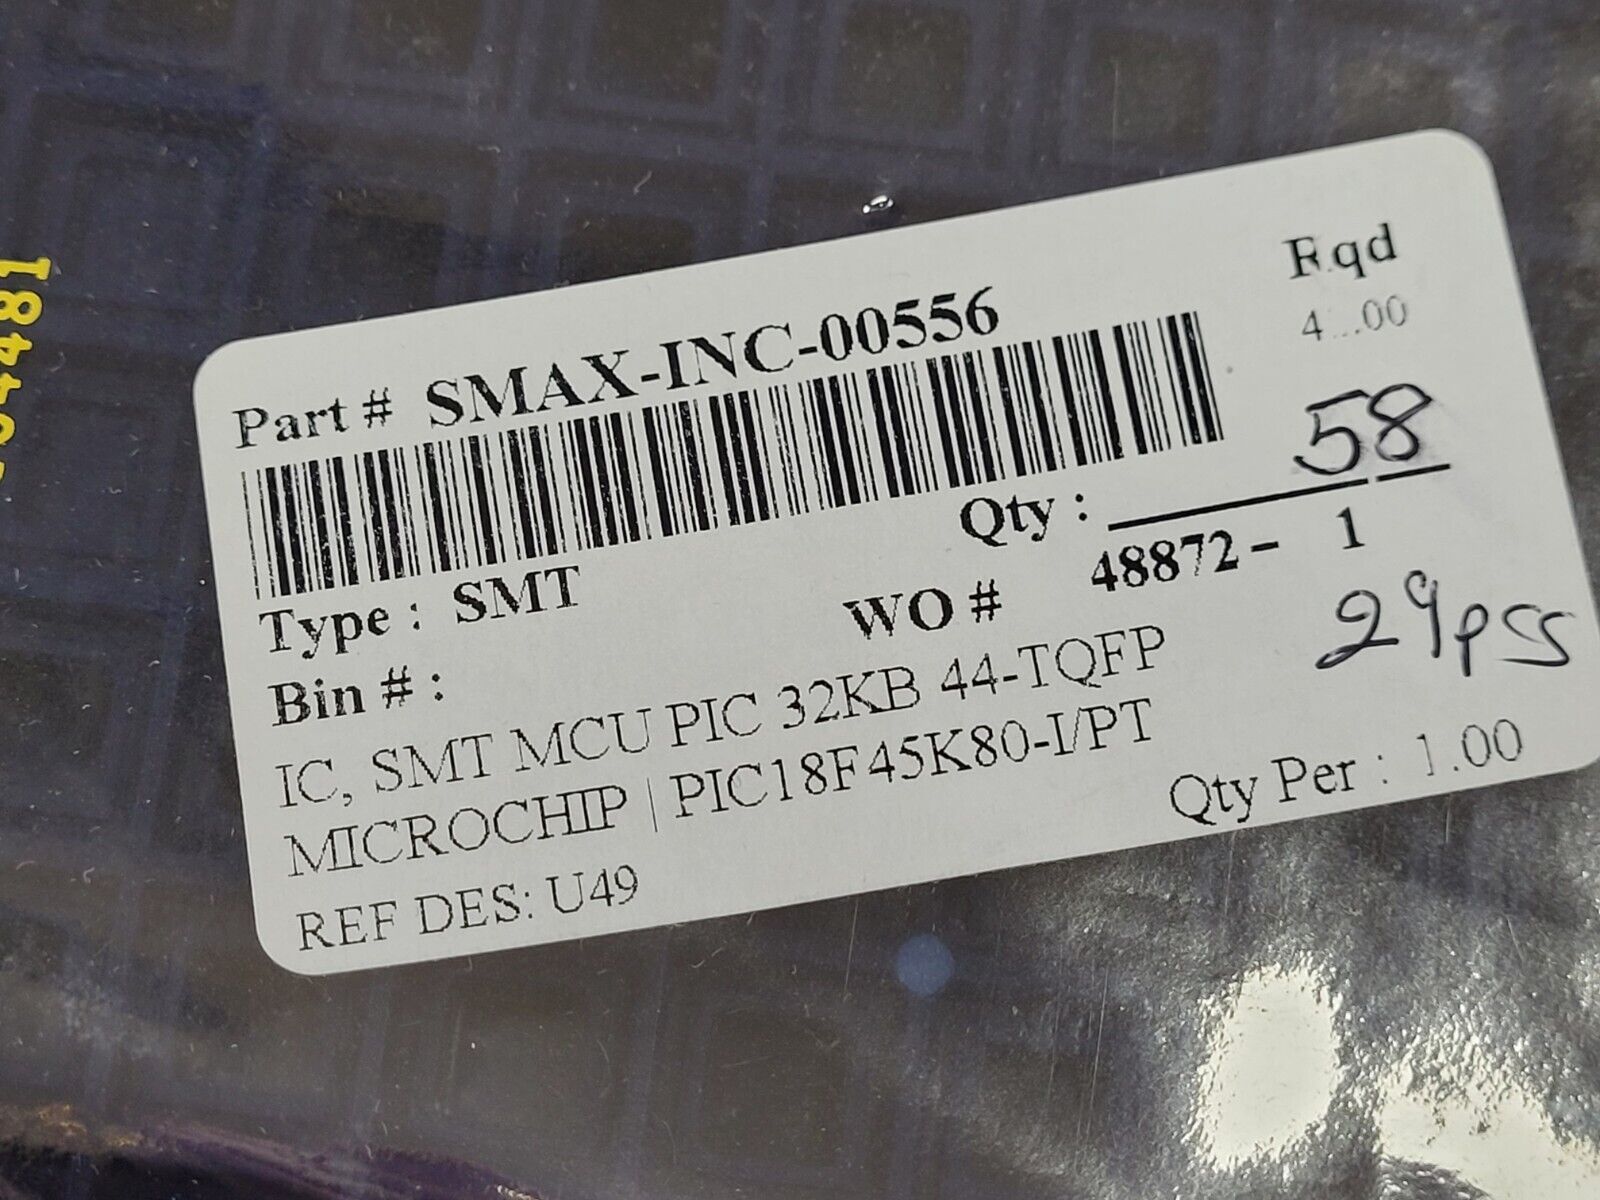 Part # SMAX-INC-00556
Rqd
58
Qty :
Type : SMT
WO # 48872- 1
Bin # :
29pcs
IC, SMT MCU PIC 32KB 44-TQFP
MICROCHIP | PIC18F45K80-I/PT
Qty Per : 1.00
REF DES: U49